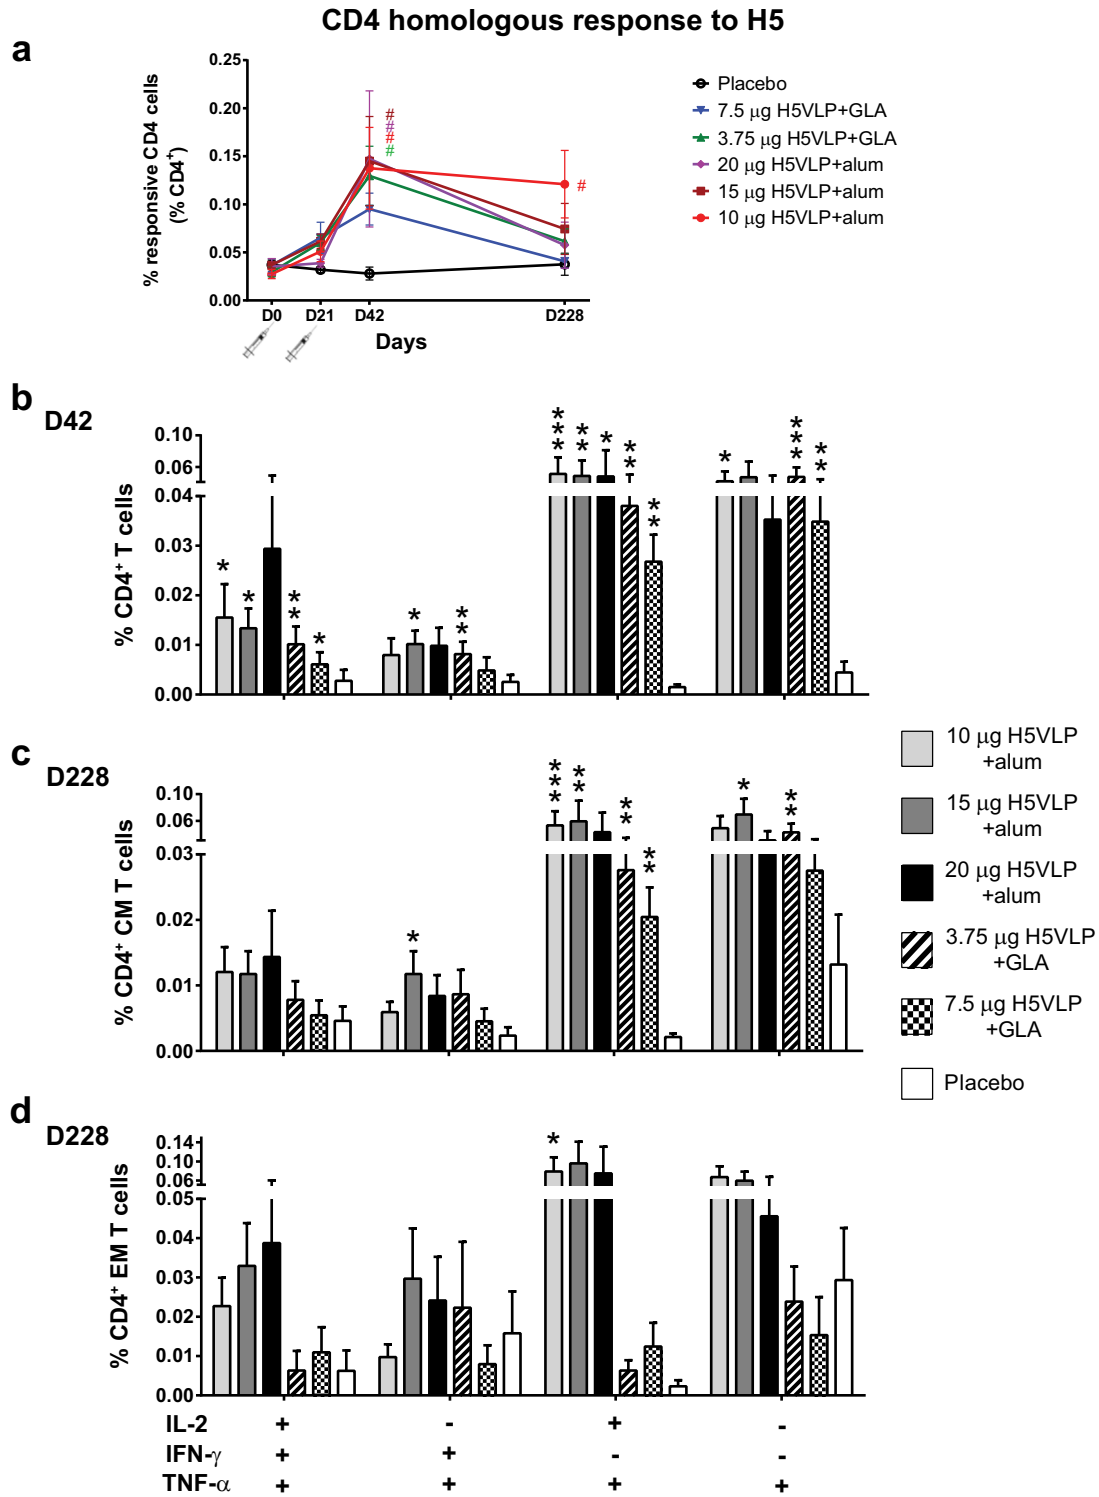 CD4 homologous response to H5
a
% responsive CD4 cells
(% CD4⁺)
0.25
0.20
0.15
0.10
0.05
0.00
#
#
#
#
#
D0 D21 D42 D228
Days
Placebo
7.5 μg H5VLP+GLA
3.75 μg H5VLP+GLA
20 μg H5VLP+alum
15 μg H5VLP+alum
10 μg H5VLP+alum
b
D42
% CD4⁺ T cells
0.10
0.06
0.04
0.03
0.02
0.01
0.00
* * ** * * ** *** ** * ** ** * *** **
c
D228
% CD4⁺ CM T cells
0.10
0.06
0.03
0.02
0.01
0.00
* *** ** ** ** * **
10 μg H5VLP
+alum
15 μg H5VLP
+alum
20 μg H5VLP
+alum
3.75 μg H5VLP
+GLA
7.5 μg H5VLP
+GLA
Placebo
d
D228
% CD4⁺ EM T cells
0.14
0.10
0.06
0.05
0.04
0.03
0.02
0.01
0.00
*
IL-2 + - + -
IFN-γ + + - -
TNF-α + + + +